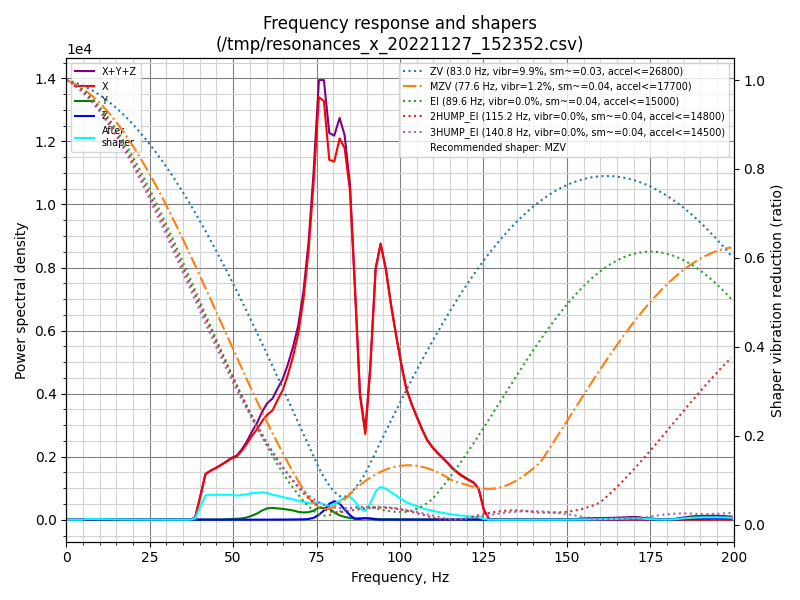 Frequency response and shapers
(/tmp/resonances_x_20221127_152352.csv)
1e4
X+Y+Z
X
Y
Z
After
shaper
ZV (83.0 Hz, vibr=9.9%, sm~=0.03, accel<=26800)
MZV (77.6 Hz, vibr=1.2%, sm~=0.04, accel<=17700)
EI (89.6 Hz, vibr=0.0%, sm~=0.04, accel<=15000)
2HUMP_EI (115.2 Hz, vibr=0.0%, sm~=0.04, accel<=14800)
3HUMP_EI (140.8 Hz, vibr=0.0%, sm~=0.04, accel<=14500)
Recommended shaper: MZV
1.4
1.2
1.0
0.8
0.6
0.4
0.2
0.0
Power spectral density
1.0
0.8
0.6
0.4
0.2
0.0
Shaper vibration reduction (ratio)
0 25 50 75 100 125 150 175 200
Frequency, Hz